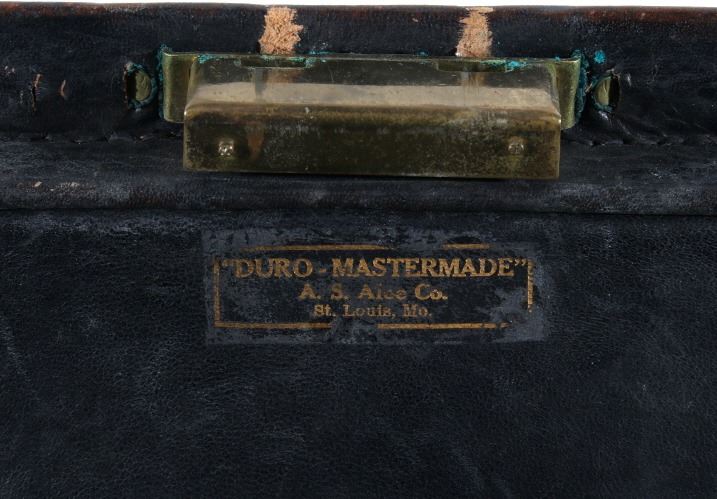 "DURO - MASTERMADE"
A. S. Aloe Co.
St. Louis, Mo.